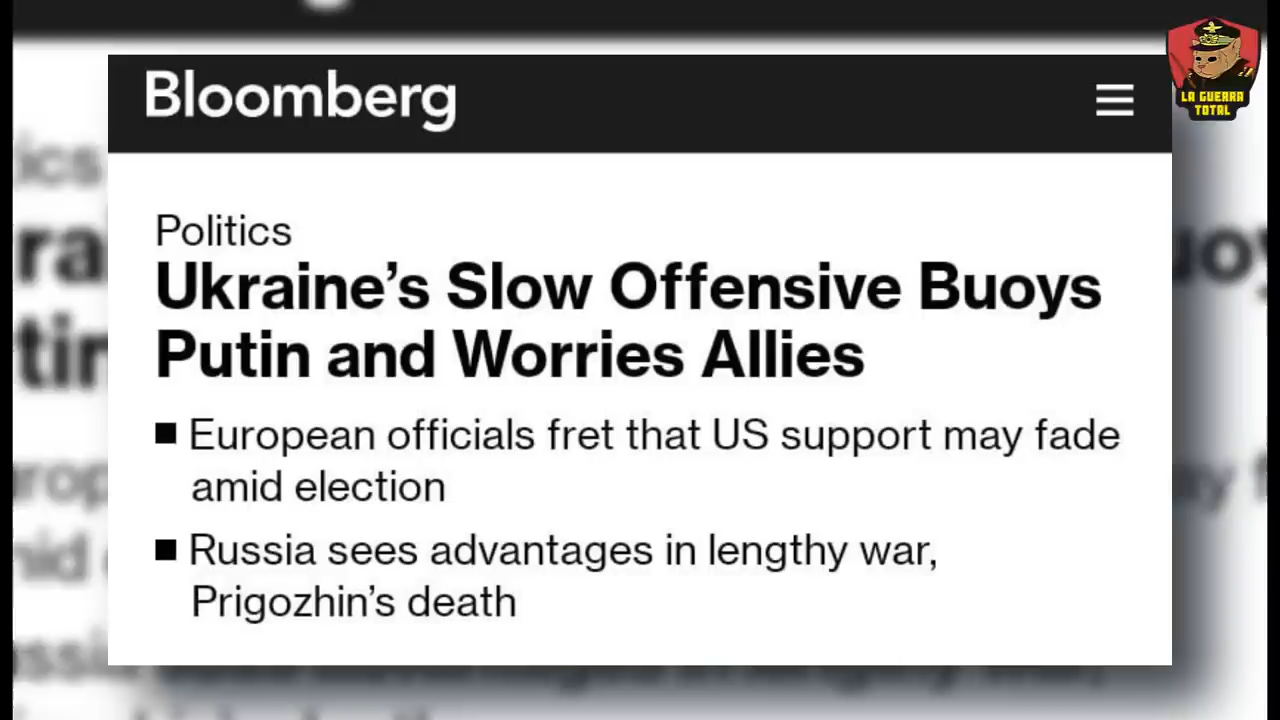 Bloomberg
LA GUERRA
TOTAL
Politics
Ukraine’s Slow Offensive Buoys
Putin and Worries Allies
European officials fret that US support may fade
amid election
Russia sees advantages in lengthy war,
Prigozhin’s death